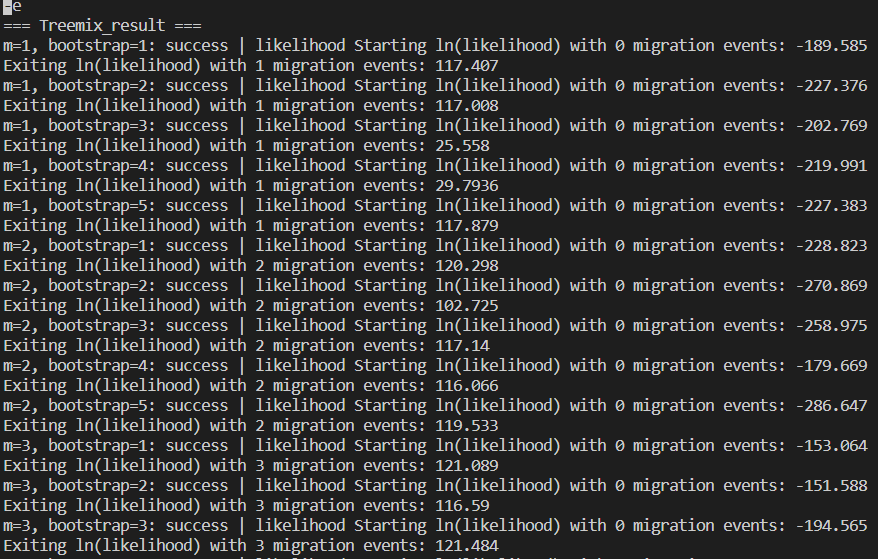 -e
=== Treemix_result ===
m=1, bootstrap=1: success | likelihood Starting ln(likelihood) with 0 migration events: -189.585
Exiting ln(likelihood) with 1 migration events: 117.407
m=1, bootstrap=2: success | likelihood Starting ln(likelihood) with 0 migration events: -227.376
Exiting ln(likelihood) with 1 migration events: 117.008
m=1, bootstrap=3: success | likelihood Starting ln(likelihood) with 0 migration events: -202.769
Exiting ln(likelihood) with 1 migration events: 25.558
m=1, bootstrap=4: success | likelihood Starting ln(likelihood) with 0 migration events: -219.991
Exiting ln(likelihood) with 1 migration events: 29.7936
m=1, bootstrap=5: success | likelihood Starting ln(likelihood) with 0 migration events: -227.383
Exiting ln(likelihood) with 1 migration events: 117.879
m=2, bootstrap=1: success | likelihood Starting ln(likelihood) with 0 migration events: -228.823
Exiting ln(likelihood) with 2 migration events: 120.298
m=2, bootstrap=2: success | likelihood Starting ln(likelihood) with 0 migration events: -270.869
Exiting ln(likelihood) with 2 migration events: 102.725
m=2, bootstrap=3: success | likelihood Starting ln(likelihood) with 0 migration events: -258.975
Exiting ln(likelihood) with 2 migration events: 117.14
m=2, bootstrap=4: success | likelihood Starting ln(likelihood) with 0 migration events: -179.669
Exiting ln(likelihood) with 2 migration events: 116.066
m=2, bootstrap=5: success | likelihood Starting ln(likelihood) with 0 migration events: -286.647
Exiting ln(likelihood) with 2 migration events: 119.533
m=3, bootstrap=1: success | likelihood Starting ln(likelihood) with 0 migration events: -153.064
Exiting ln(likelihood) with 3 migration events: 121.089
m=3, bootstrap=2: success | likelihood Starting ln(likelihood) with 0 migration events: -151.588
Exiting ln(likelihood) with 3 migration events: 116.59
m=3, bootstrap=3: success | likelihood Starting ln(likelihood) with 0 migration events: -194.565
Exiting ln(likelihood) with 3 migration events: 121.484